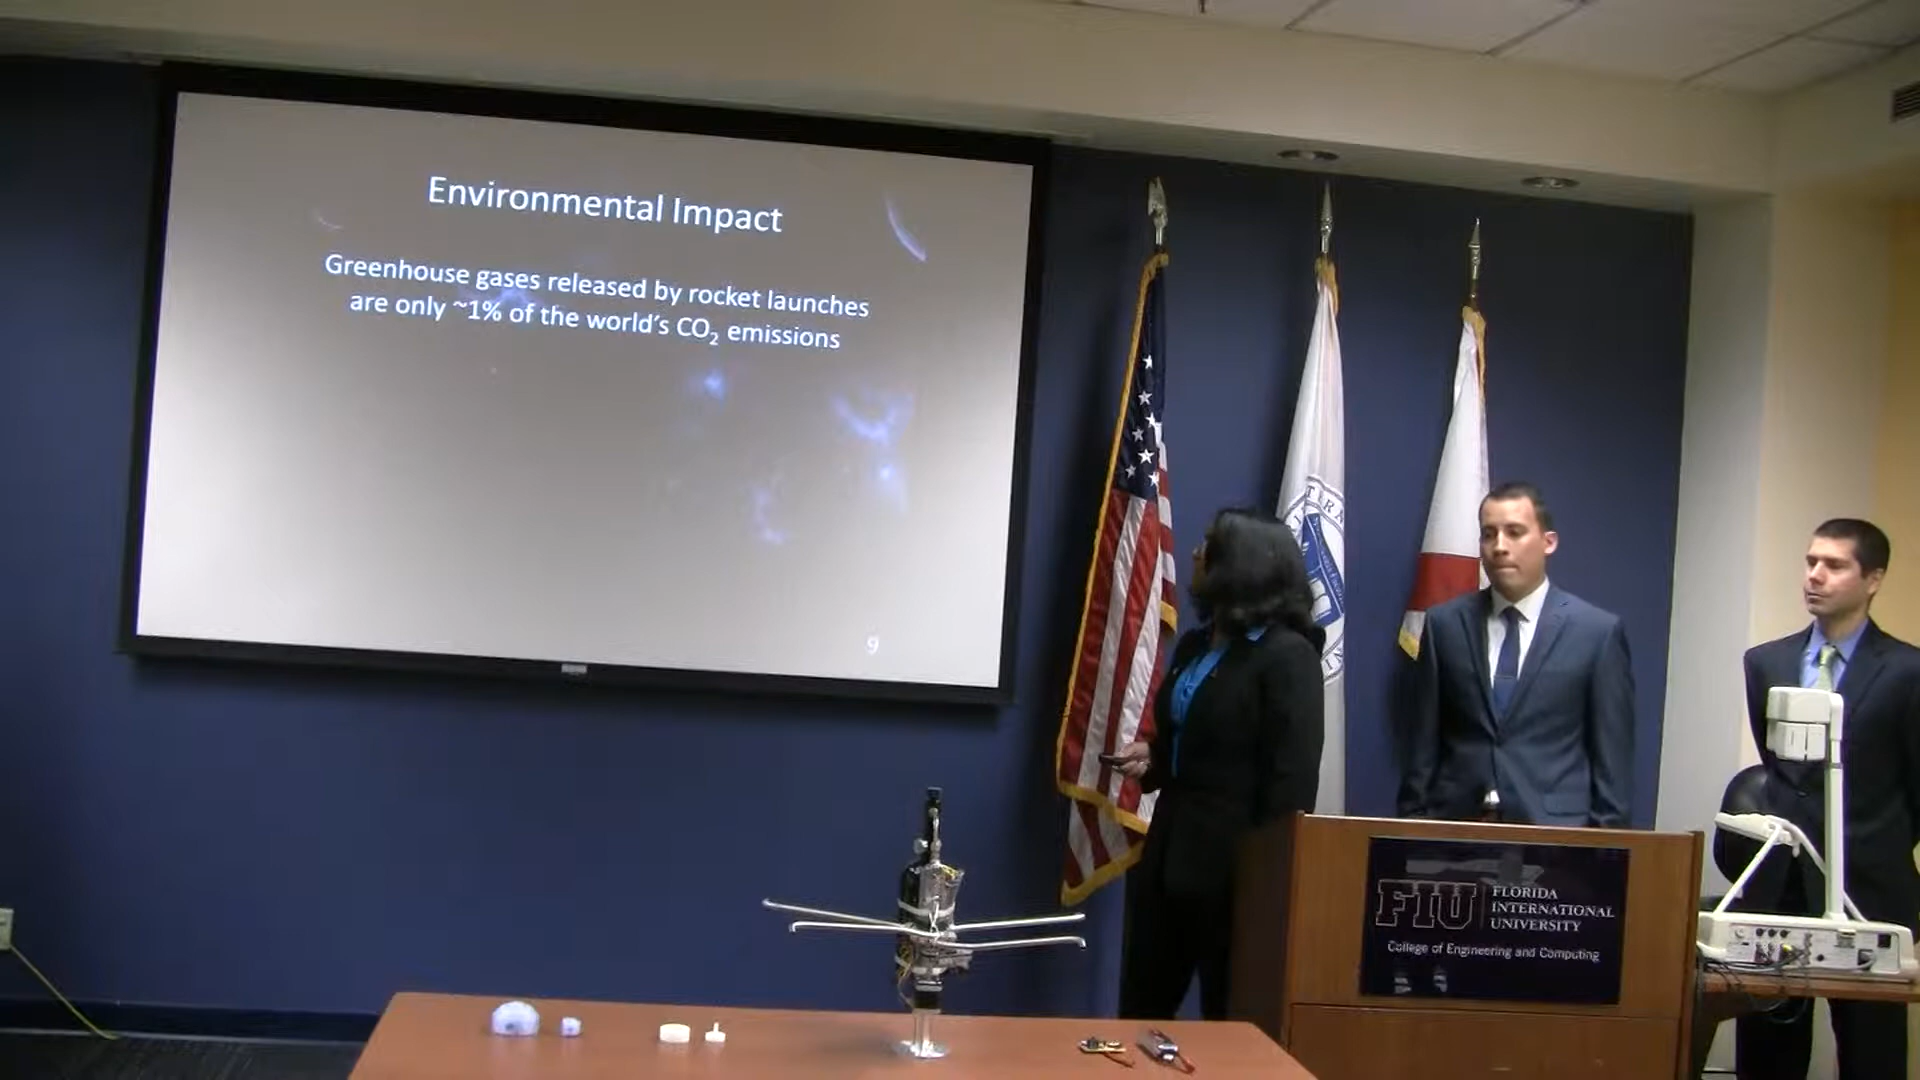 Environmental Impact
Greenhouse gases released by rocket launches
are only ~1% of the world's CO₂ emissions
9
FIU
FLORIDA
INTERNATIONAL
UNIVERSITY
College of Engineering and Computing